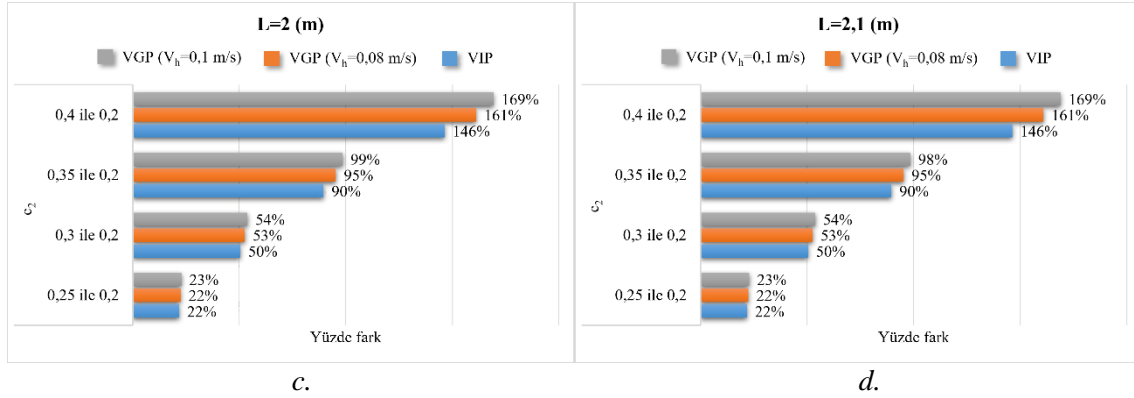 L=2 (m)
VGP (Vh=0,1 m/s) VGP (Vh=0,08 m/s) VIP
c2
0,4 ile 0,2
169%
161%
146%
0,35 ile 0,2
99%
95%
90%
0,3 ile 0,2
54%
53%
50%
0,25 ile 0,2
23%
22%
22%
Yüzde fark
c.
L=2,1 (m)
VGP (Vh=0,1 m/s) VGP (Vh=0,08 m/s) VIP
c2
0,4 ile 0,2
169%
161%
146%
0,35 ile 0,2
98%
95%
90%
0,3 ile 0,2
54%
53%
50%
0,25 ile 0,2
23%
22%
22%
Yüzde fark
d.